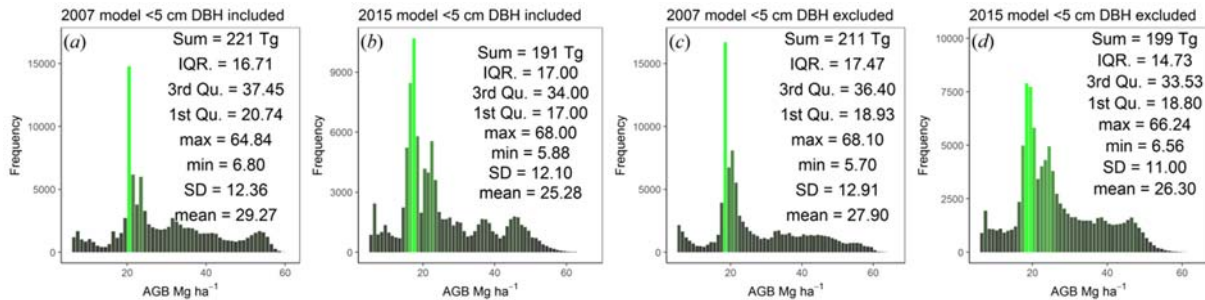 2007 model <5 cm DBH included
(a)
Sum = 221 Tg
IQR. = 16.71
3rd Qu. = 37.45
1st Qu. = 20.74
max = 64.84
min = 6.80
SD = 12.36
mean = 29.27
Frequency
15000
10000
5000
0
20 40 60
AGB Mg ha⁻¹
2015 model <5 cm DBH included
(b)
Sum = 191 Tg
IQR. = 17.00
3rd Qu. = 34.00
1st Qu. = 17.00
max = 68.00
min = 5.88
SD = 12.10
mean = 25.28
Frequency
9000
6000
3000
0
20 40 60
AGB Mg ha⁻¹
2007 model <5 cm DBH excluded
(c)
Sum = 211 Tg
IQR. = 17.47
3rd Qu. = 36.40
1st Qu. = 18.93
max = 68.10
min = 5.70
SD = 12.91
mean = 27.90
Frequency
15000
10000
5000
0
20 40 60
AGB Mg ha⁻¹
2015 model <5 cm DBH excluded
(d)
Sum = 199 Tg
IQR. = 14.73
3rd Qu. = 33.53
1st Qu. = 18.80
max = 66.24
min = 6.56
SD = 11.00
mean = 26.30
Frequency
10000
7500
5000
2500
0
20 40 60
AGB Mg ha⁻¹